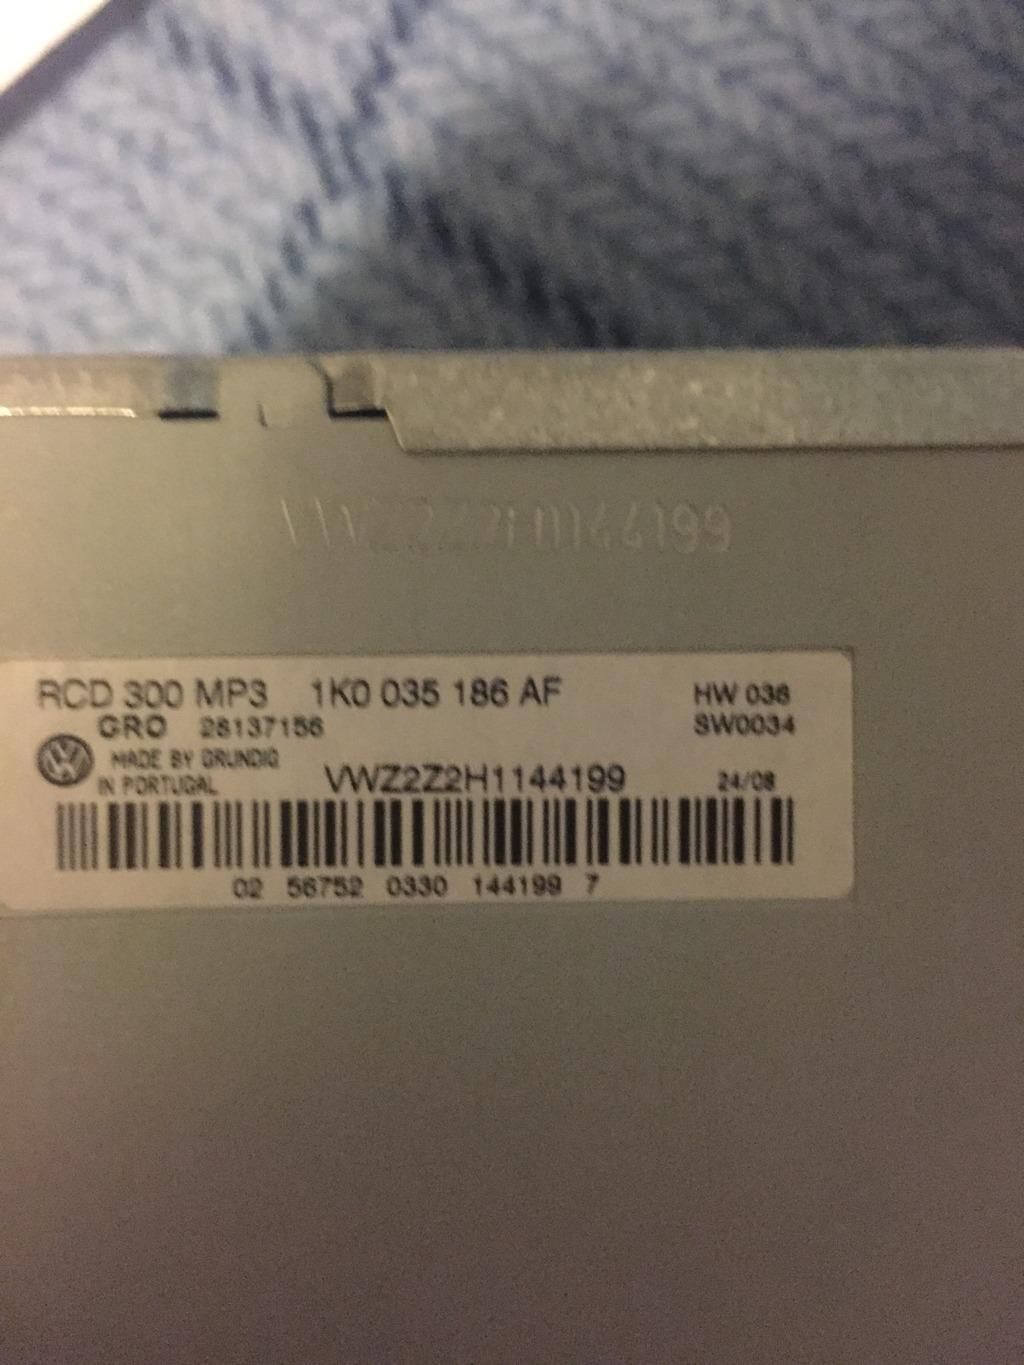 VWZ2Z2H1144199
RCD 300 MP3 1K0 035 186 AF HW 036
GRO 28137156 SW0034
MADE BY GRUNDIG
IN PORTUGAL VWZ2Z2H1144199 24/08
02 56752 0330 144199 7